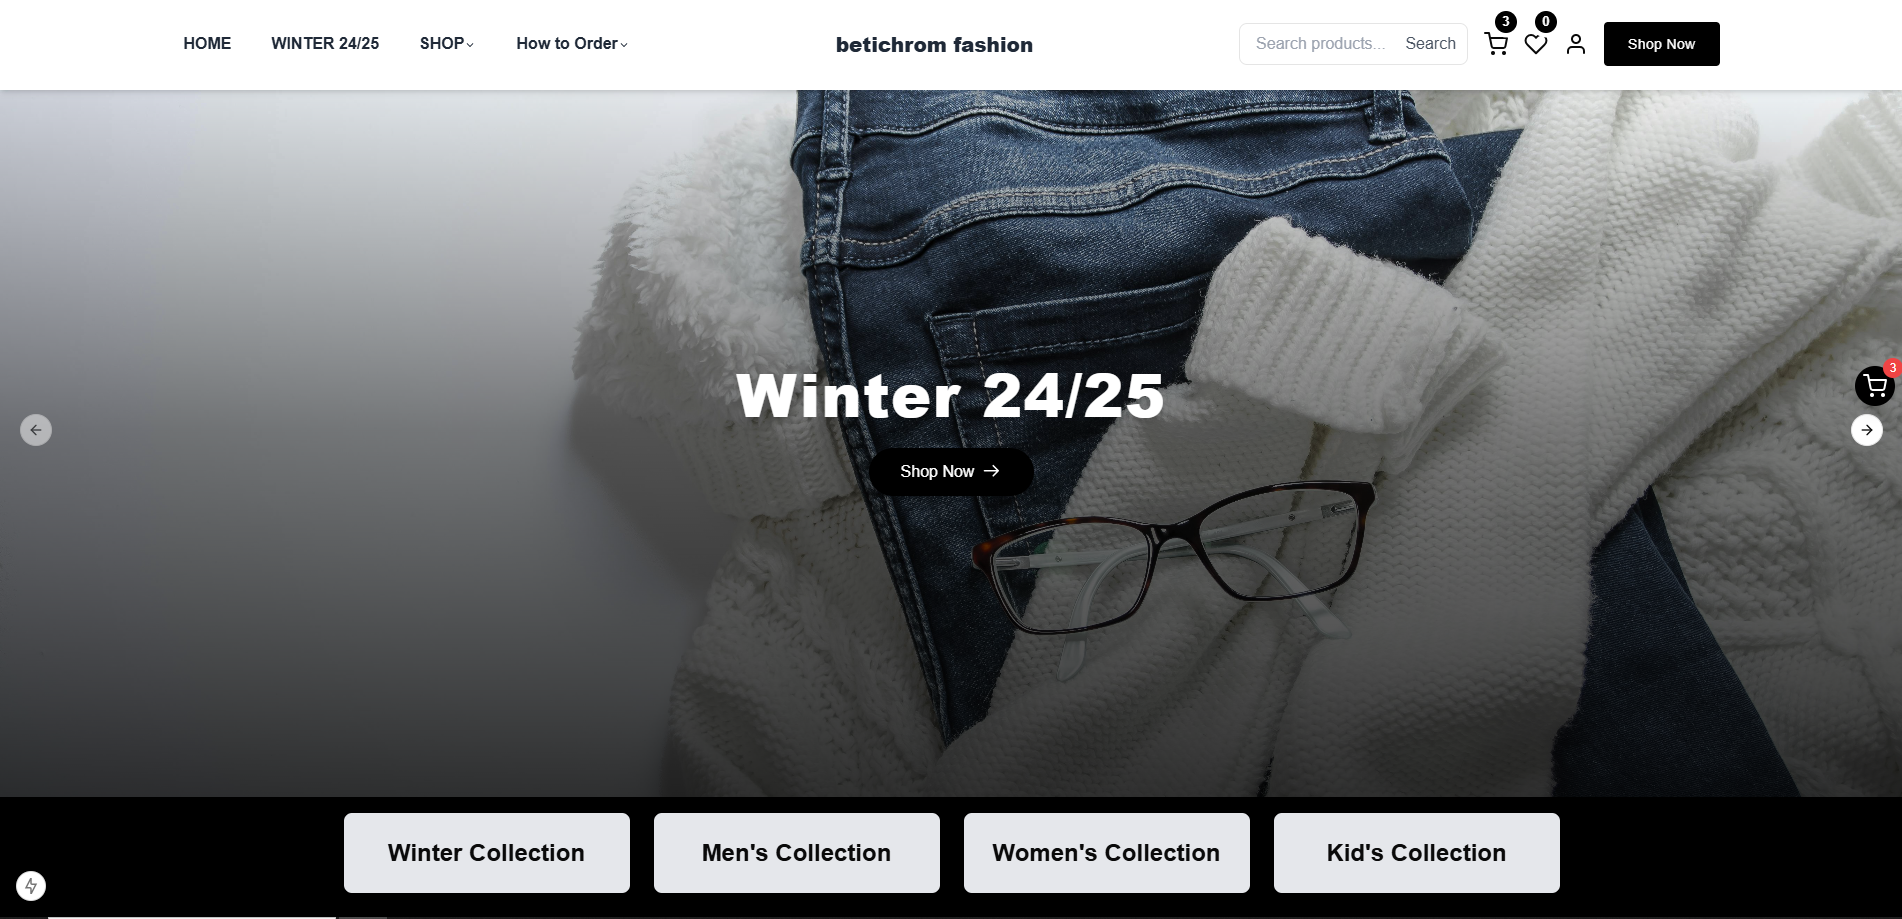 HOME WINTER 24/25 SHOP How to Order betichrom fashion Search products... Search 3 0 Shop Now
3
Winter 24/25
Shop Now
Winter Collection Men's Collection Women's Collection Kid's Collection